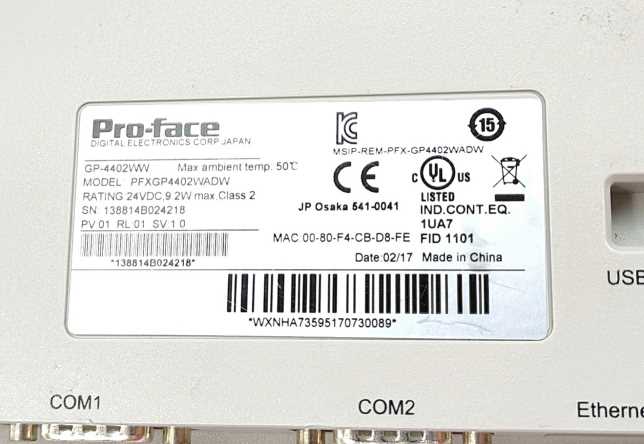 Pro-face
DIGITAL ELECTRONICS CORP. JAPAN
GP-4402WW Max ambient temp. 50℃
MODEL PFXGP4402WADW
RATING 24VDC, 9.2W max.Class 2
SN 138814B024218
PV.01 RL.01 SV.1.0
*138814B024218*
15
MSIP-REM-PFX-GP4402WADW
CE
C UL US
LISTED
JP Osaka 541-0041
IND.CONT.EQ.
1UA7
MAC 00-80-F4-CB-D8-FE FID 1101
Date:02/17 Made in China
*WXNHA73595170730089*
USB
COM1
COM2
Etherne